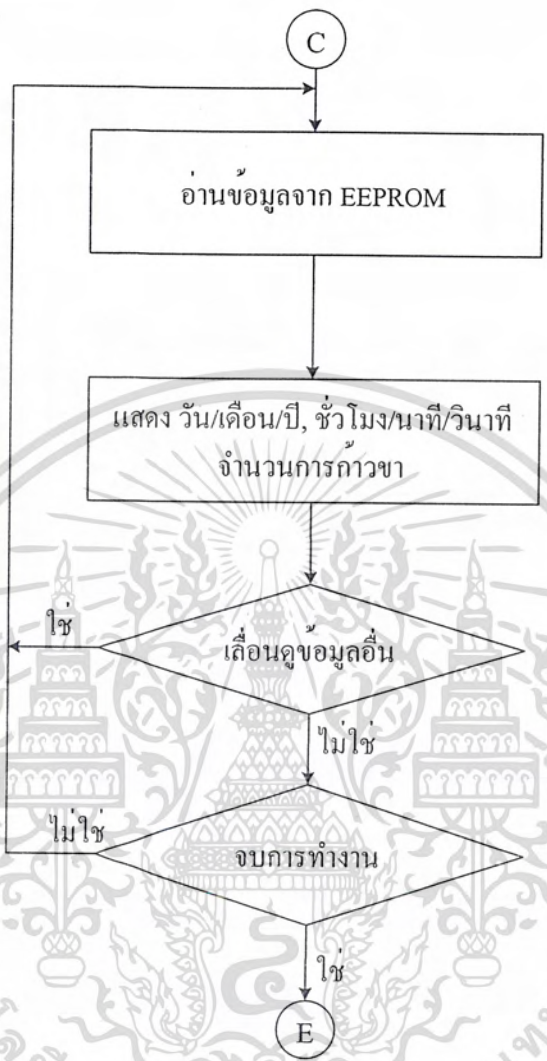 C
อ่านข้อมูลจาก EEPROM
แสดง วัน/เดือน/ปี, ชั่วโมง/นาที/วินาที
จำนวนการก้าวขา
ใช่
เลื่อนดูข้อมูลอื่น
ไม่ใช่
ไม่ใช่
จบการทำงาน
ใช่
E